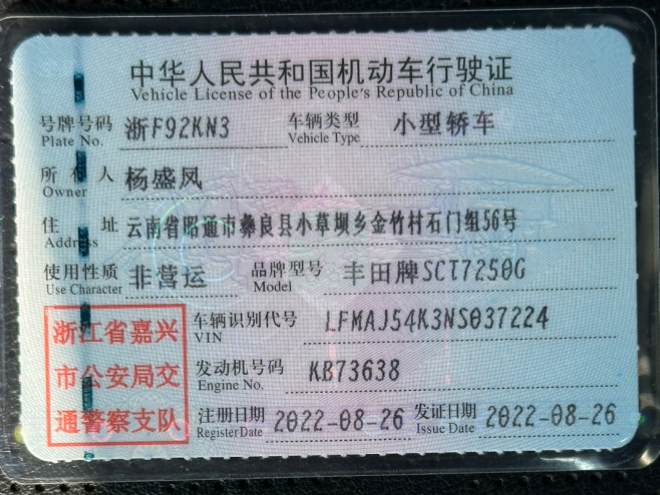 中华人民共和国机动车行驶证
Vehicle License of the People's Republic of China
号牌号码 浙F92KN3 车辆类型 小型轿车
Plate No. Vehicle Type
所有人 杨盛凤
Owner
住址 云南省昭通市彝良县小草坝乡金竹村石门组56号
Address
使用性质 非营运 品牌型号 丰田牌SCT7250G
Use Character Model
浙江省嘉兴
市公安局交
通警察支队
车辆识别代号 LFMAJ54K3NS037224
VIN
发动机号码 KB73638
Engine No.
注册日期 2022-08-26 发证日期 2022-08-26
Register Date Issue Date